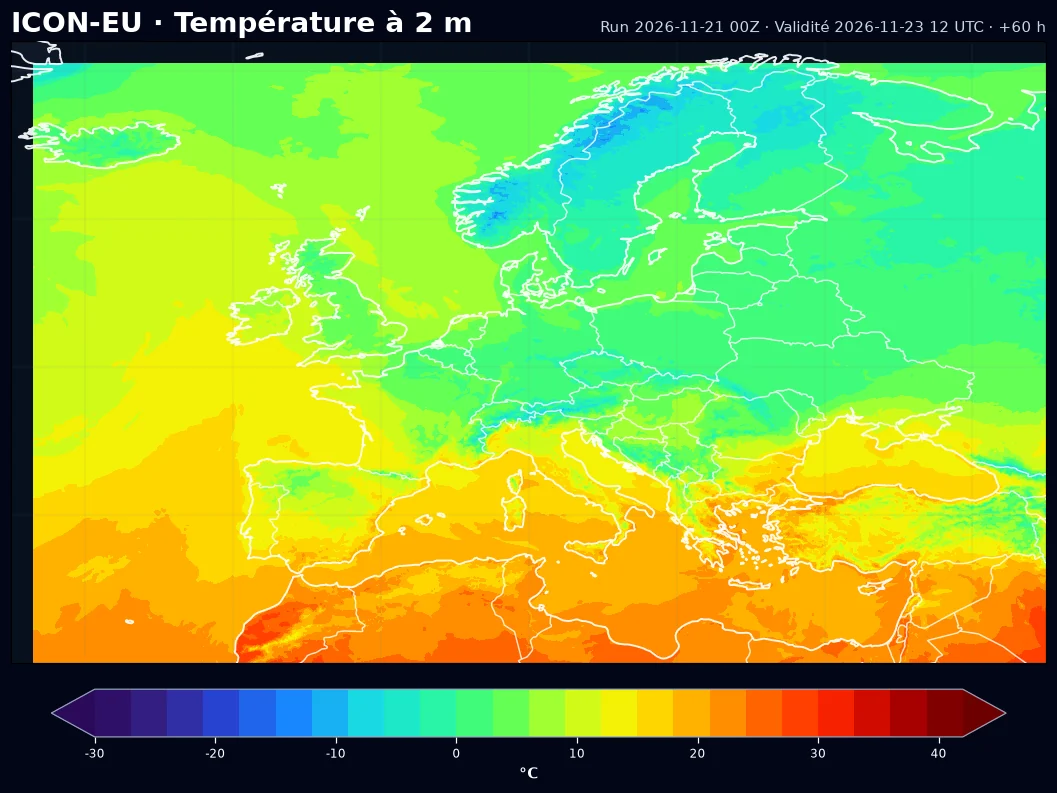 ICON-EU · Température à 2 m
Run 2026-11-21 00Z · Validité 2026-11-23 12 UTC · +60 h
-30 -20 -10 0 10 20 30 40
°C